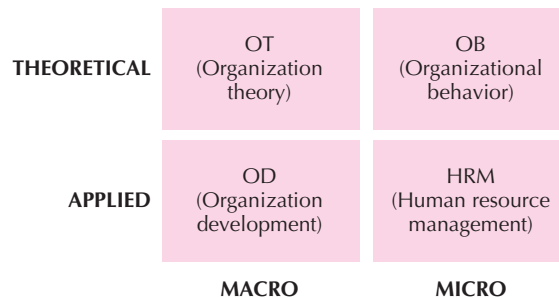 OT
(Organization
theory)
OB
(Organizational
behavior)
THEORETICAL
OD
(Organization
development)
HRM
(Human resource
management)
APPLIED
MACRO
MICRO